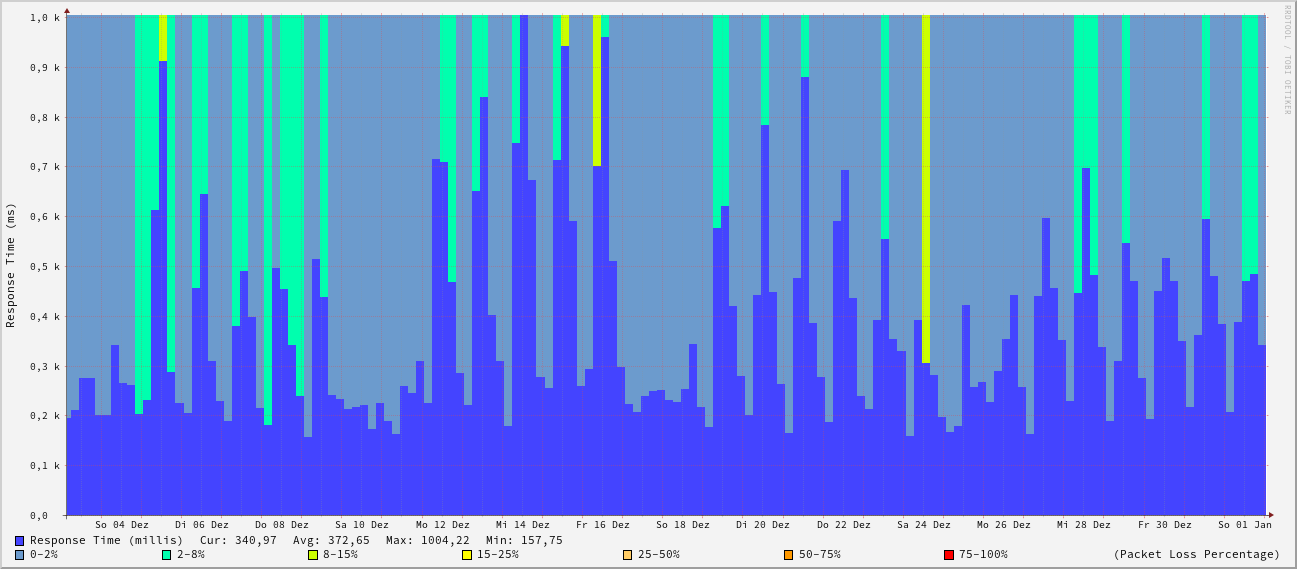 RRDTOOL / TOBI OETIKER
Response Time (ms)
1,0 k
0,9 k
0,8 k
0,7 k
0,6 k
0,5 k
0,4 k
0,3 k
0,2 k
0,1 k
0,0
So 04 Dez Di 06 Dez Do 08 Dez Sa 10 Dez Mo 12 Dez Mi 14 Dez Fr 16 Dez So 18 Dez Di 20 Dez Do 22 Dez Sa 24 Dez Mo 26 Dez Mi 28 Dez Fr 30 Dez So 01 Jan
Response Time (millis) Cur: 340,97 Avg: 372,65 Max: 1004,22 Min: 157,75
0-2% 2-8% 8-15% 15-25% 25-50% 50-75% 75-100% (Packet Loss Percentage)